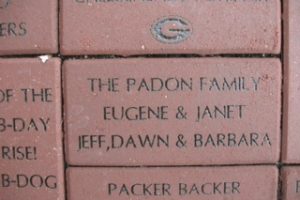 ERS
G
THE PADON FAMILY
EUGENE & JANET
JEFF,DAWN & BARBARA
OF THE
B-DAY
RISE!
B-DOG
PACKER BACKER